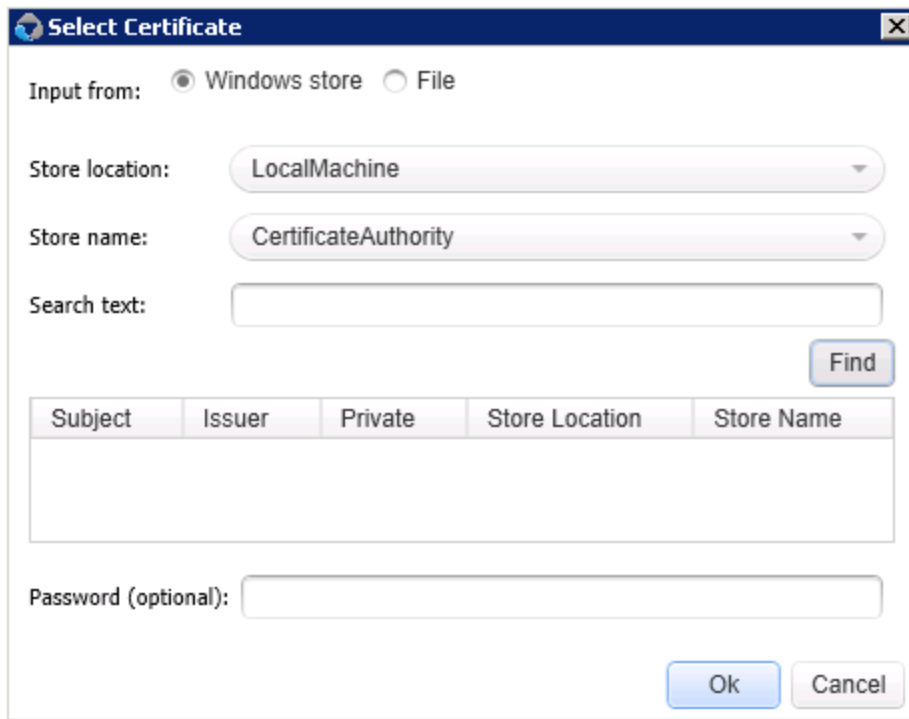 Select Certificate
Input from: Windows store File
Store location: LocalMachine
Store name: CertificateAuthority
Search text:
Find
Subject Issuer Private Store Location Store Name
Password (optional):
Ok Cancel